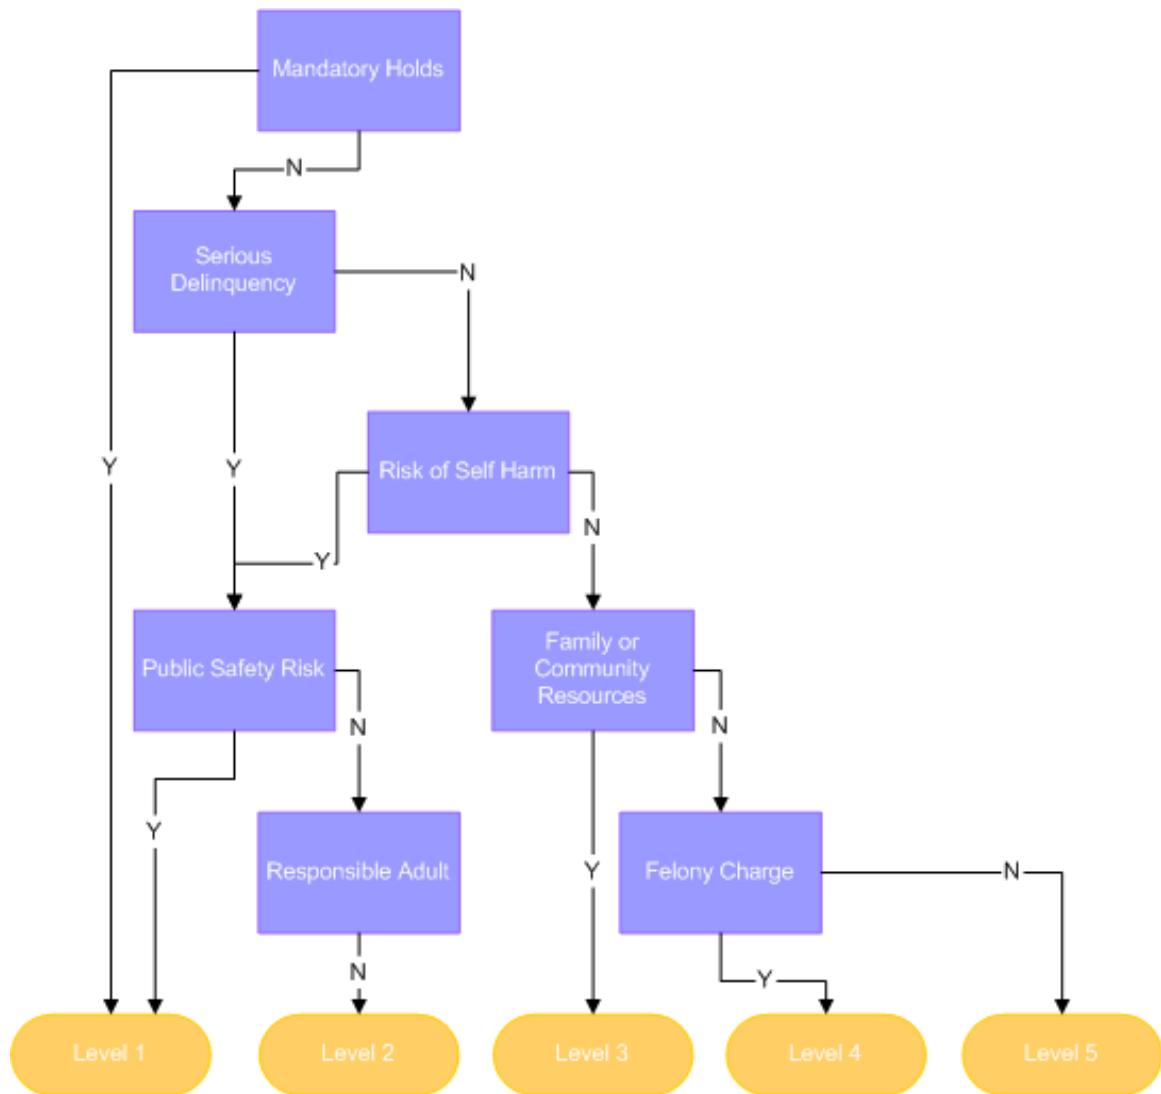 Mandatory Holds
N
Serious
Delinquency
N
Y
Y
Risk of Self Harm
N
Y
Public Safety Risk
Family or
Community
Resources
N
N
Y
Responsible Adult
Y
Felony Charge
N
N
Y
Level 1
Level 2
Level 3
Level 4
Level 5